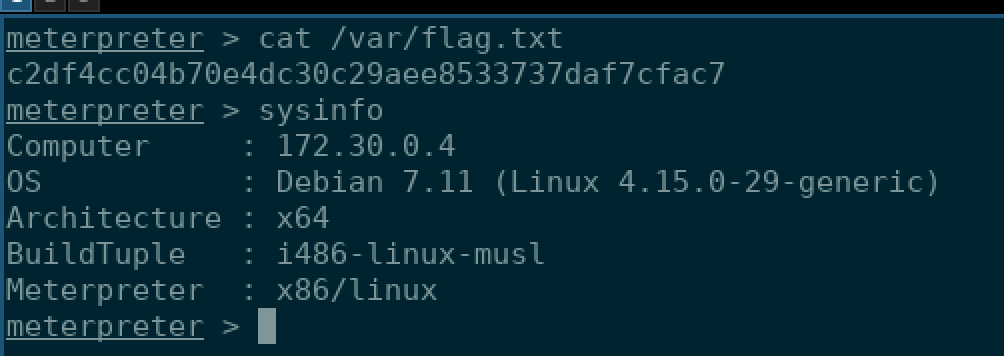 meterpreter > cat /var/flag.txt
c2df4cc04b70e4dc30c29aee8533737daf7cfac7
meterpreter > sysinfo
Computer     : 172.30.0.4
OS           : Debian 7.11 (Linux 4.15.0-29-generic)
Architecture : x64
BuildTuple   : i486-linux-musl
Meterpreter  : x86/linux
meterpreter >